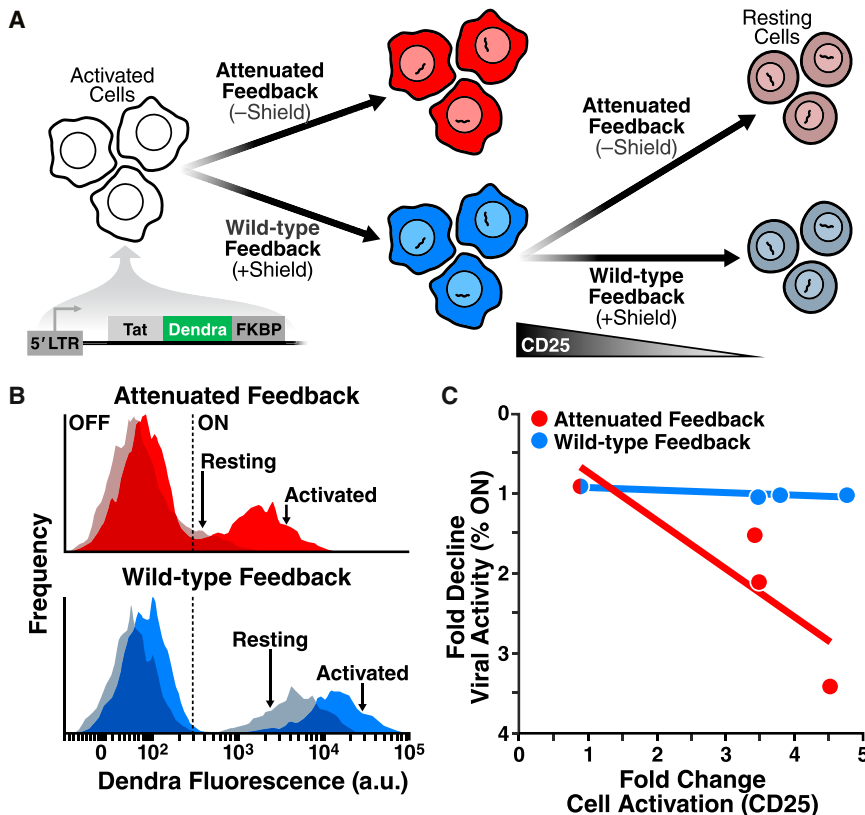 A
Activated
Cells
Attenuated
Feedback
(–Shield)
Wild-type
Feedback
(+Shield)
Resting
Cells
Attenuated
Feedback
(–Shield)
Wild-type
Feedback
(+Shield)
CD25
5' LTR
Tat
Dendra
FKBP
B
Attenuated Feedback
OFF
ON
Resting
Activated
Wild-type Feedback
Resting
Activated
Frequency
0 10² 10³ 10⁴ 10⁵
Dendra Fluorescence (a.u.)
C
Attenuated Feedback
Wild-type Feedback
Fold Decline
Viral Activity (% ON)
0
1
2
3
4
0 1 2 3 4 5
Fold Change
Cell Activation (CD25)